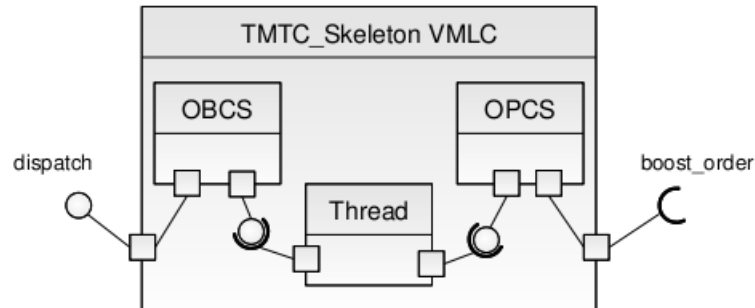 TMTC_Skeleton VMLC
OBCS
OPCS
dispatch
boost_order
Thread